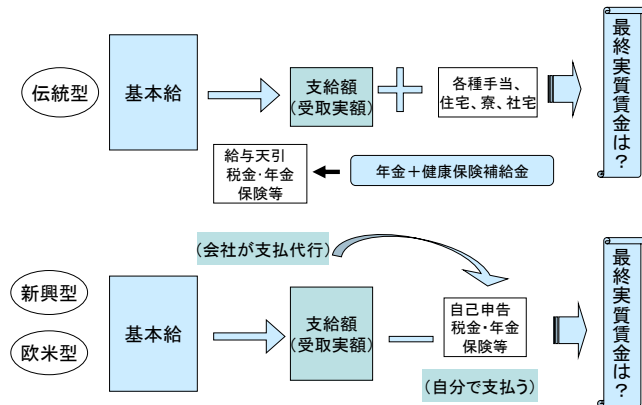 伝統型
基本給
支給額
(受取実額)
各種手当、
住宅、寮、社宅
最終実質賃金は?
給与天引
税金・年金
保険等
年金+健康保険補給金
(会社が支払代行)
新興型
欧米型
基本給
支給額
(受取実額)
自己申告
税金・年金
保険等
(自分で支払う)
最終実質賃金は?